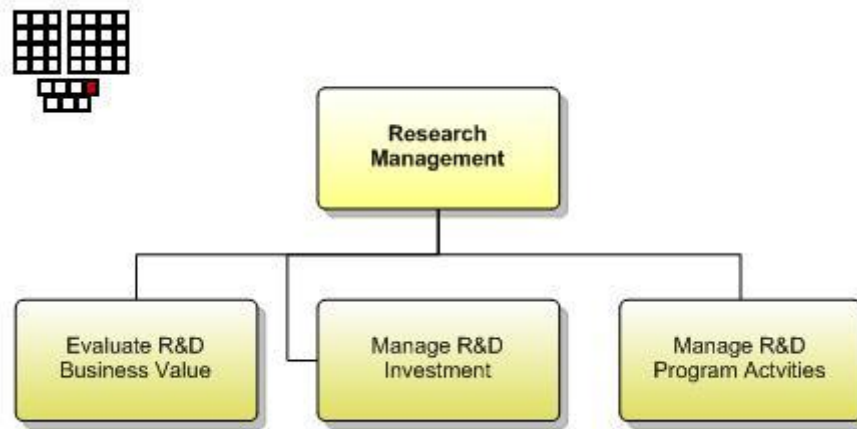 Research
Management
Evaluate R&D
Business Value
Manage R&D
Investment
Manage R&D
Program Actvities